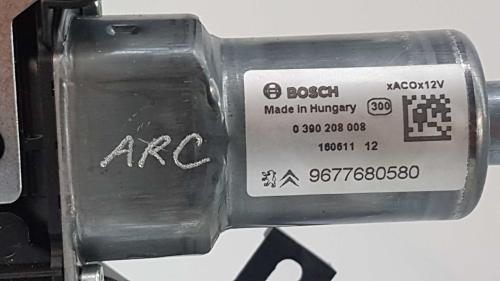 ARC
BOSCH xACOx12V
Made in Hungary 300
0 390 208 008
160611 12
9677680580